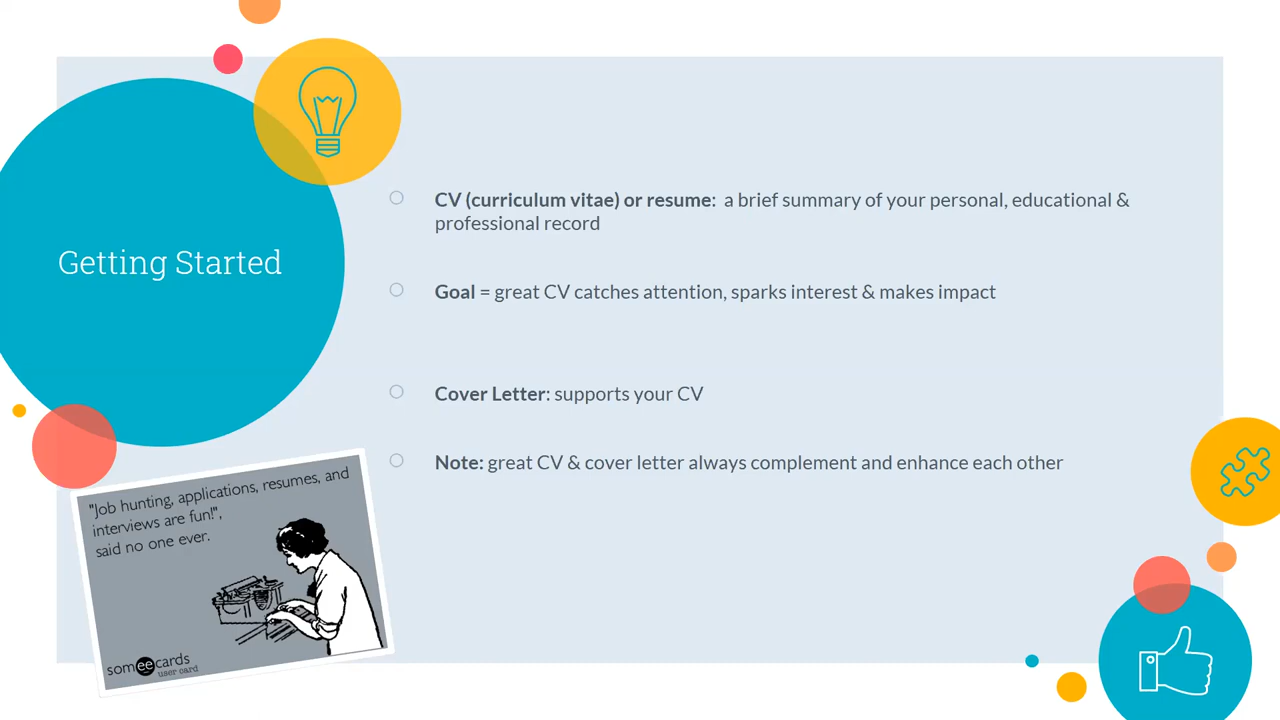 Getting Started
CV (curriculum vitae) or resume: a brief summary of your personal, educational &
professional record
Goal = great CV catches attention, sparks interest & makes impact
Cover Letter: supports your CV
Note: great CV & cover letter always complement and enhance each other
"Job hunting, applications, resumes, and
interviews are fun!",
said no one ever.
someecards
user card